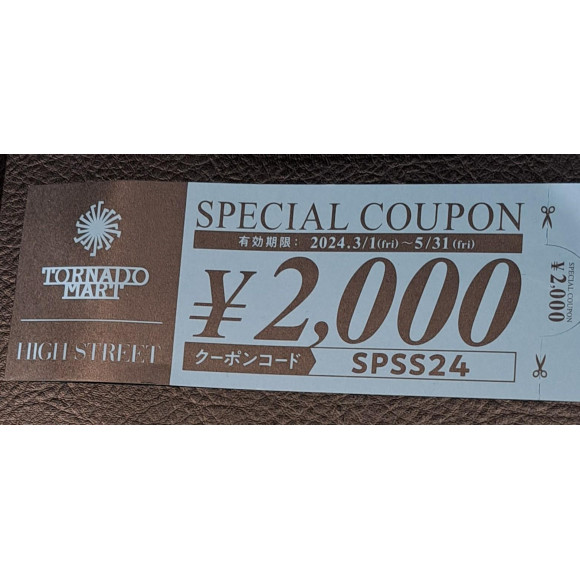 TORNADO
MART
HIGH STREET
SPECIAL COUPON
有効期限： 2024.3/1(fri)～5/31(fri)
¥2,000
クーポンコード SPSS24
SPECIAL COUPON
¥2,000